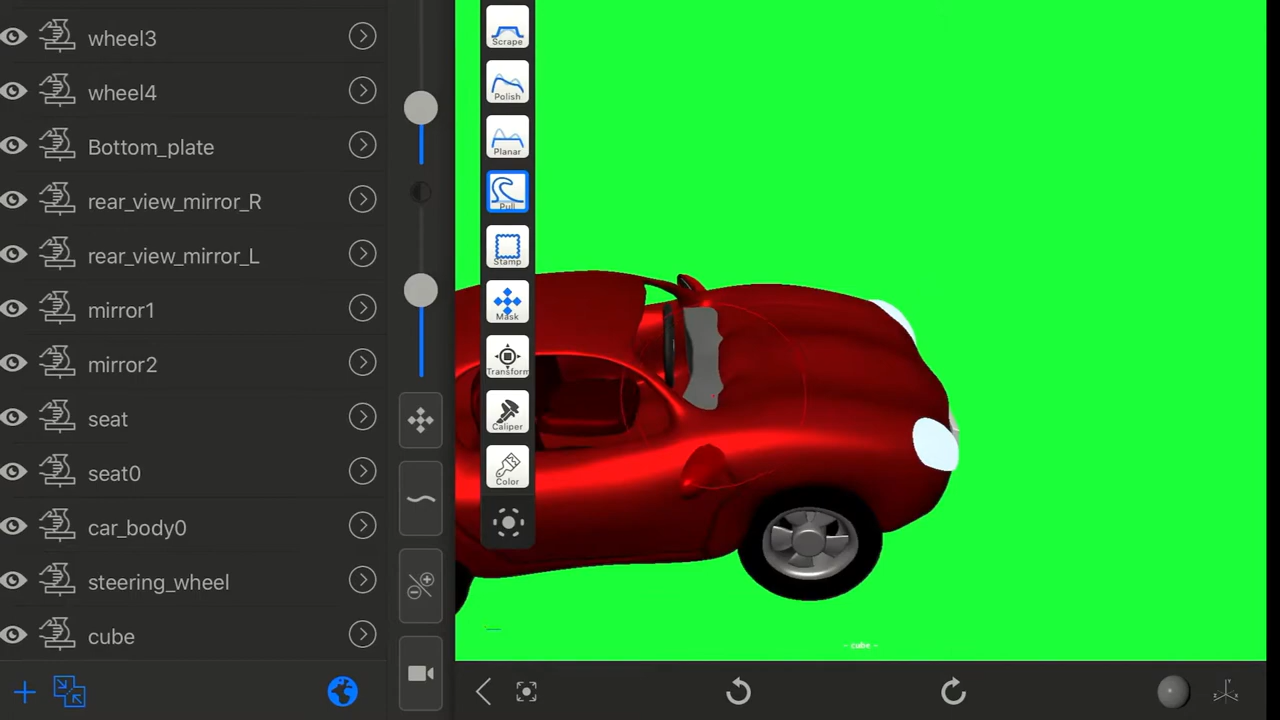 wheel3
wheel4
Bottom_plate
rear_view_mirror_R
rear_view_mirror_L
mirror1
mirror2
seat
seat0
car_body0
steering_wheel
cube
Scrape
Polish
Planar
Pull
Stamp
Mask
Transform
Caliper
Color
- cube -